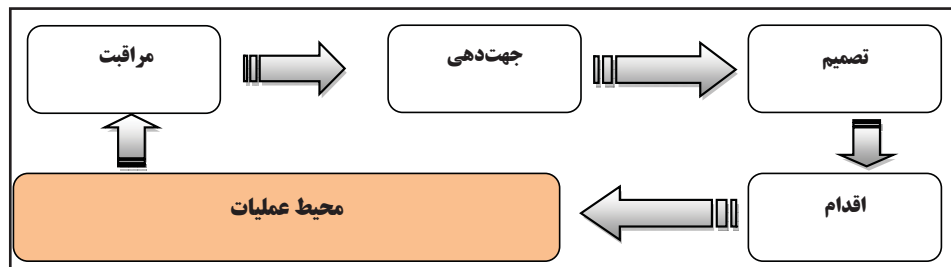 مراقبت
جهت‌دهی
تصمیم
اقدام
محیط عملیات